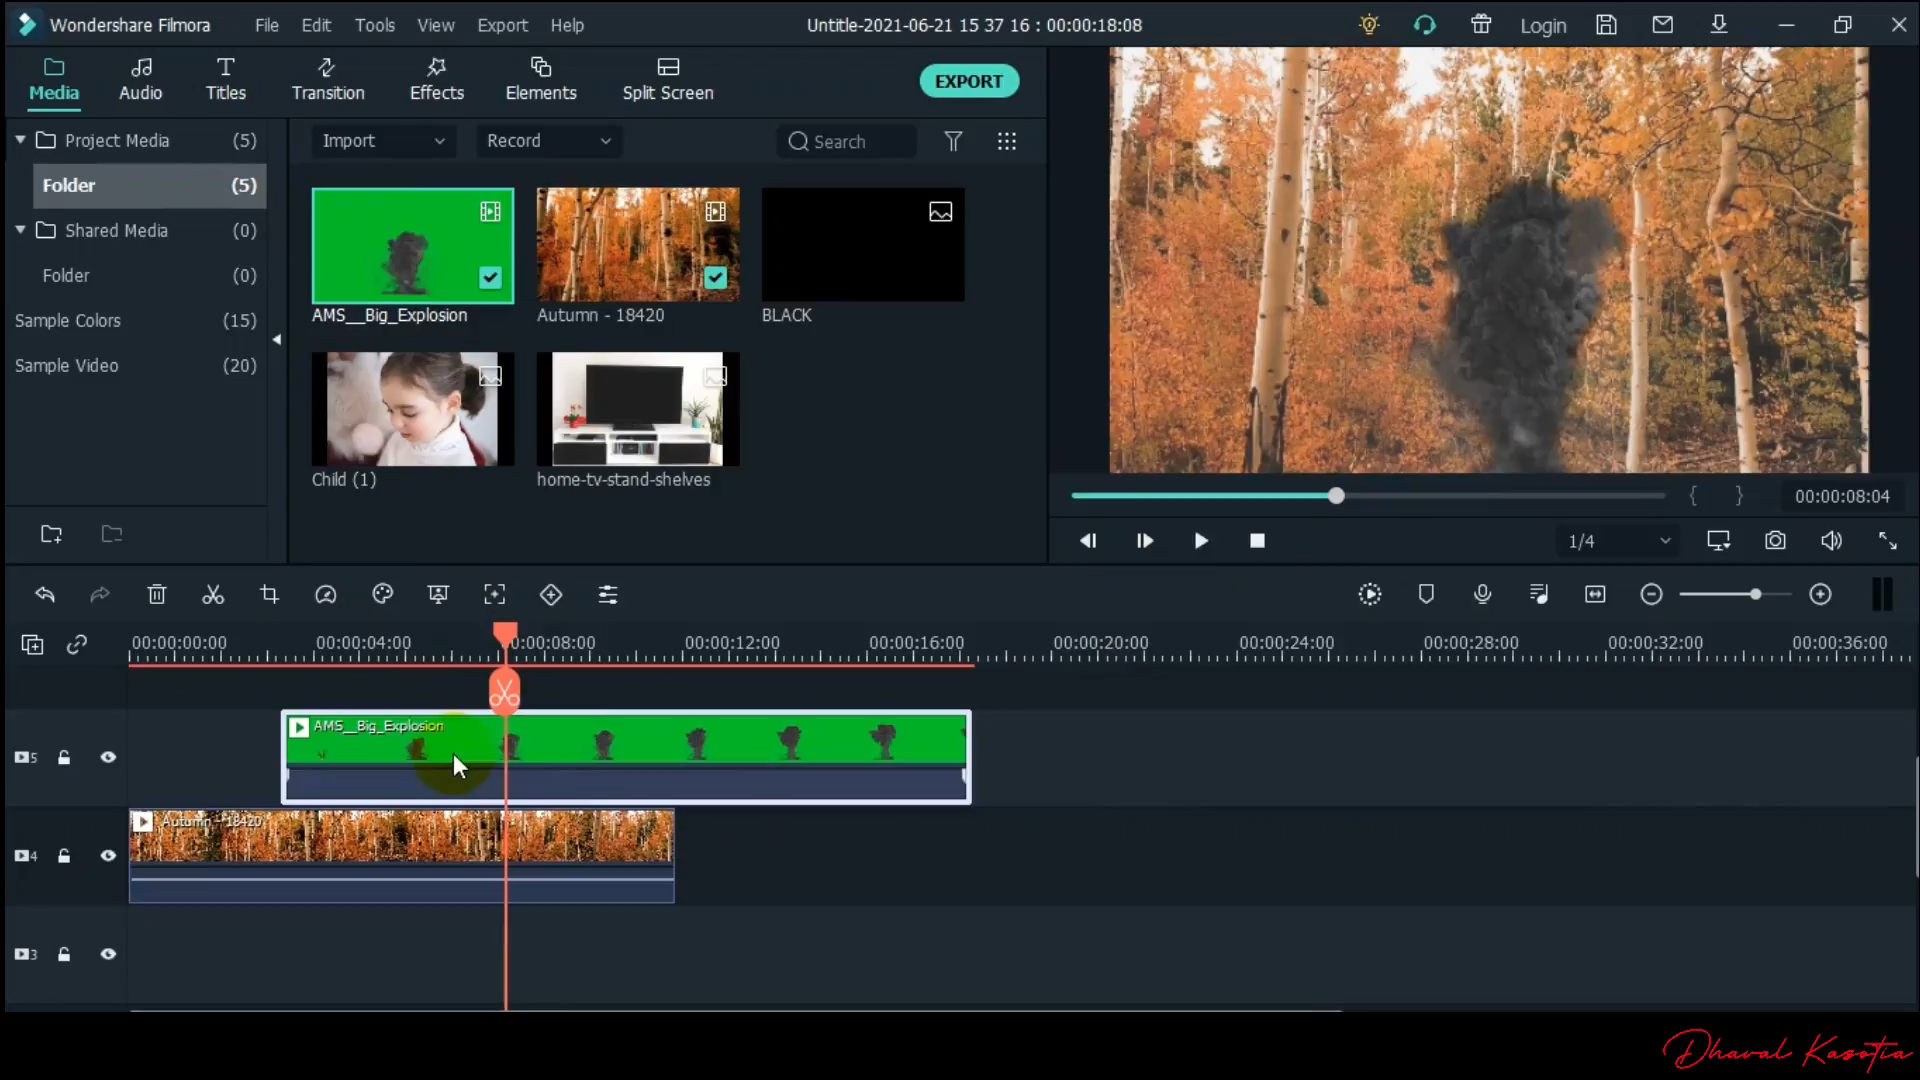 Wondershare Filmora File Edit Tools View Export Help Untitle-2021-06-21 15 37 16 : 00:00:18:08 Login
Media Audio Titles Transition Effects Elements Split Screen EXPORT
Project Media (5) Import Record Search
Folder (5)
Shared Media (0)
Folder (0)
Sample Colors (15)
Sample Video (20)
AMS__Big_Explosion Autumn - 18420 BLACK
Child (1) home-tv-stand-shelves
{ } 00:00:08:04
1/4
00:00:00:00 00:00:04:00 00:00:08:00 00:00:12:00 00:00:16:00 00:00:20:00 00:00:24:00 00:00:28:00 00:00:32:00 00:00:36:00
AMS__Big_Explosion
5
Autumn - 18420
4
3
Dhaval Kasotia